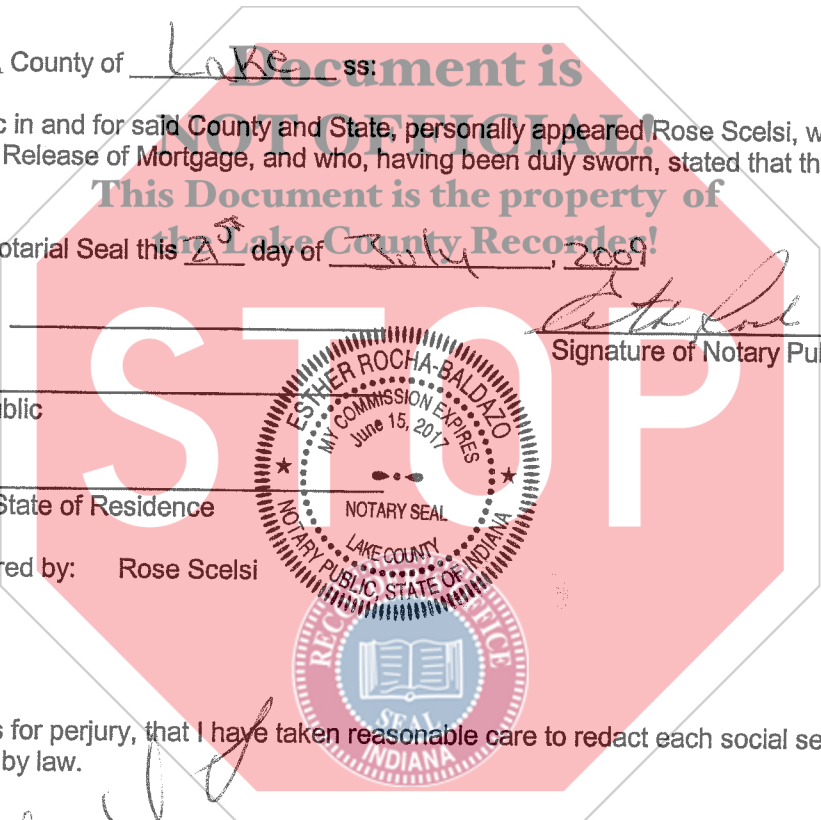 County of Lake ss:
Document is
NOT OFFICIAL!
c in and for said County and State, personally appeared Rose Scelsi, w
Release of Mortgage, and who, having been duly sworn, stated that th
This Document is the property of
the Lake County Recorder!
otarial Seal this 21st day of July, 2009
STOP
Signature of Notary Pu
ESTHER ROCHA-BALDAZO
MY COMMISSION EXPIRES
June 15, 2017
blic
NOTARY SEAL
State of Residence
LAKE COUNTY
NOTARY PUBLIC, STATE OF INDIANA
red by: Rose Scelsi
SEAL
INDIANA
s for perjury, that I have taken reasonable care to redact each social se
by law.